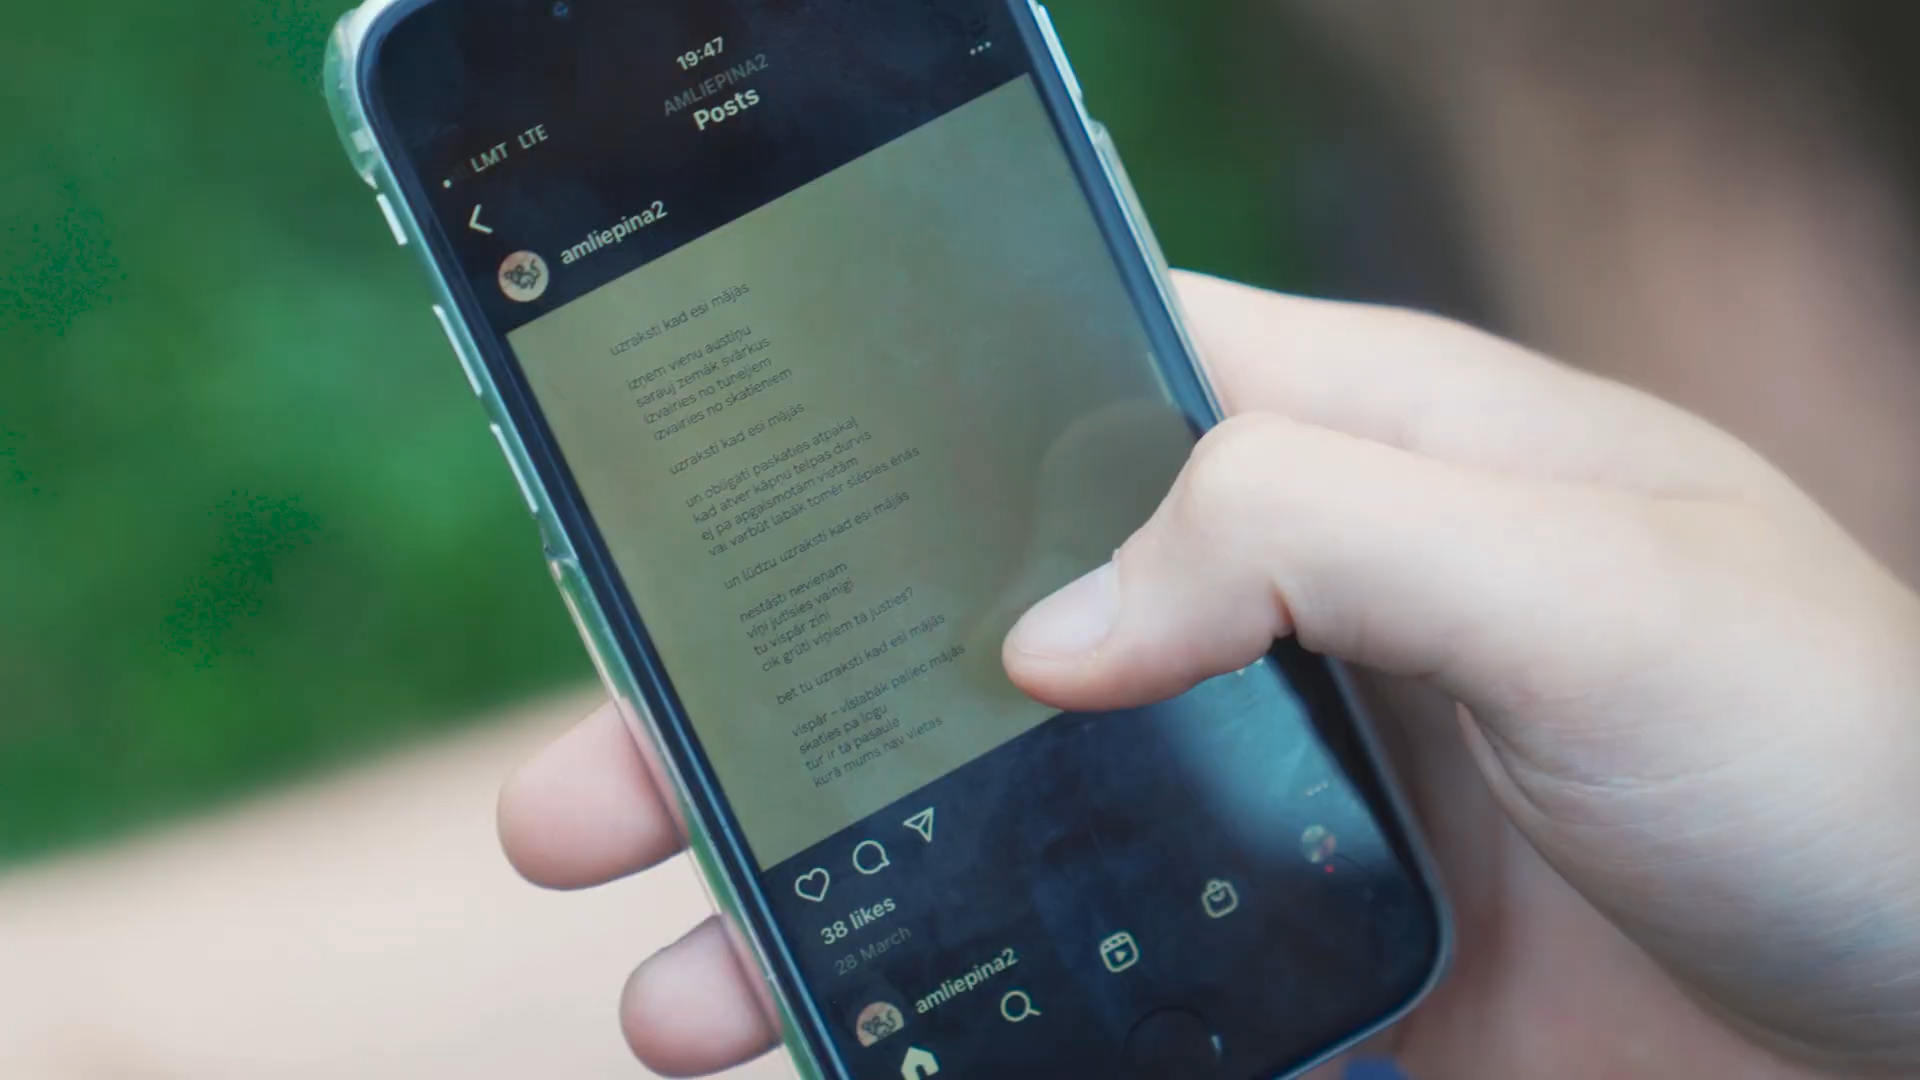 19:47
LMT LTE
AMLIEPINA2
Posts
amliepina2
uzraksti kad esi mājās
izņem vienu austiņu
sarauj zemāk svārkus
izvairies no tuneļiem
izvairies no skatieniem
uzraksti kad esi mājās
un obligāti paskaties atpakaļ
kad atver kāpņu telpas durvis
ej pa apgaismotām vietām
vai varbūt labāk tomēr slēpies ēnās
un lūdzu uzraksti kad esi mājās
nestāsti nevienam
viņi jutīsies vainīgi
tu vispār zini
cik grūti viņiem tā justies?
bet tu uzraksti kad esi mājās
vispār – vislabāk paliec mājās
skaties pa logu
tur ir tā pasaule
kurā mums nav vietas
38 likes
28 March
amliepina2